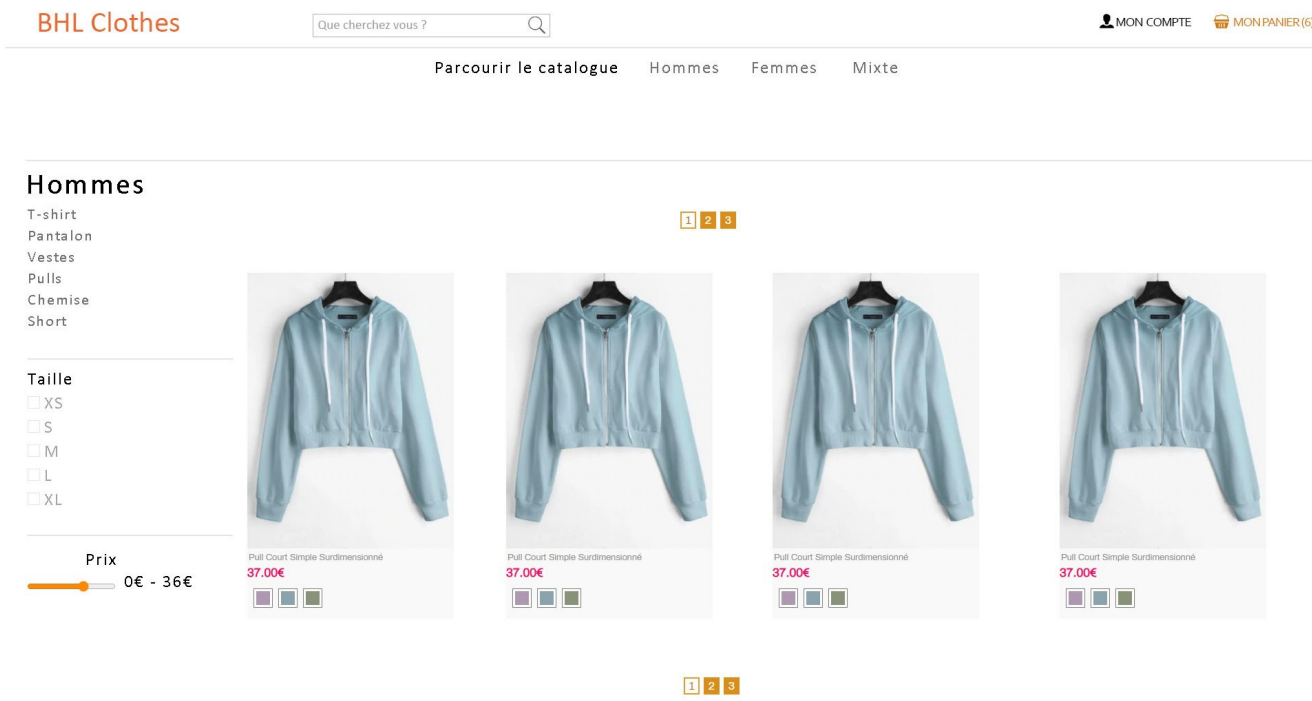 BHL Clothes
Que cherchez vous ?
MON COMPTE
MON PANIER (6)
Parcourir le catalogue Hommes Femmes Mixte
Hommes
T-shirt
Pantalon
Vestes
Pulls
Chemise
Short
1 2 3
Taille
XS
S
M
L
XL
Prix
0€ - 36€
Pull Court Simple Surdimensionné
37.00€
Pull Court Simple Surdimensionné
37.00€
Pull Court Simple Surdimensionné
37.00€
Pull Court Simple Surdimensionné
37.00€
1 2 3